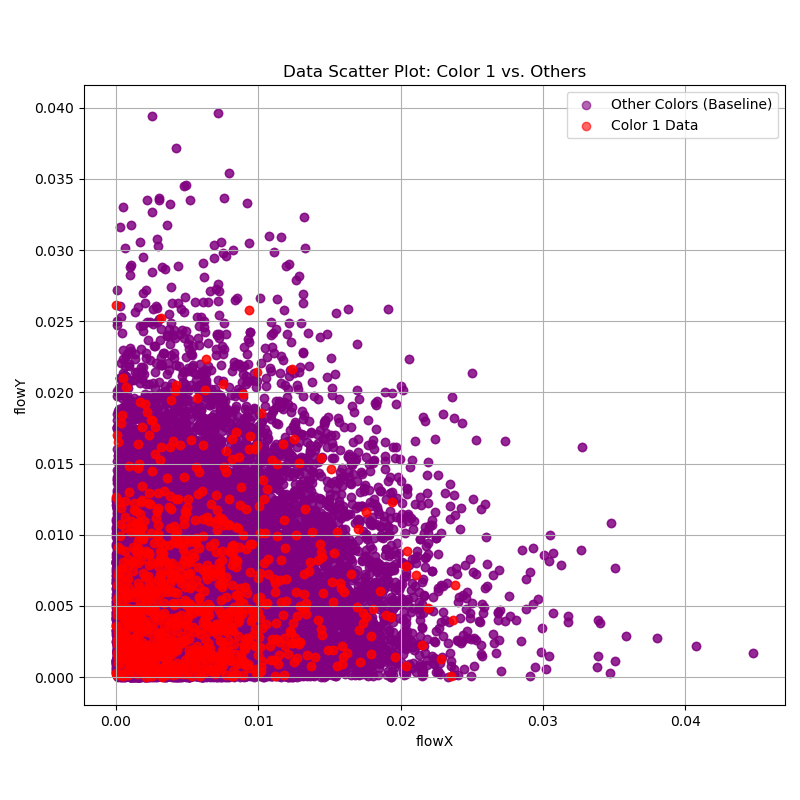 Data Scatter Plot: Color 1 vs. Others
Other Colors (Baseline)
Color 1 Data
0.040
0.035
0.030
0.025
0.020
0.015
0.010
0.005
0.000
flowY
0.00 0.01 0.02 0.03 0.04
flowX